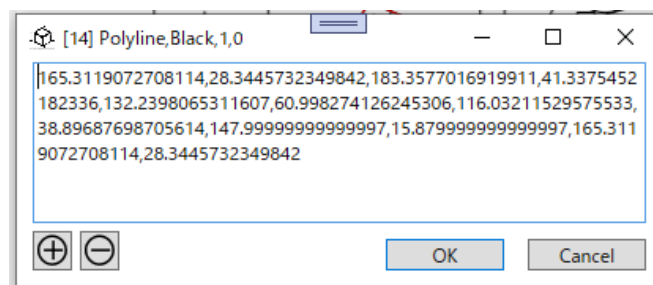 [14] Polyline,Black,1,0
165.3119072708114,28.3445732349842,183.3577016919911,41.3375452
182336,132.2398065311607,60.998274126245306,116.03211529575533,
38.89687698705614,147.99999999999997,15.879999999999997,165.311
9072708114,28.3445732349842
OK
Cancel